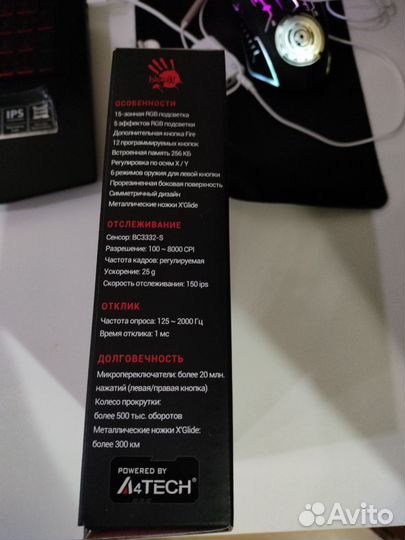 bloody
ОСОБЕННОСТИ
15-зонная RGB подсветка
5 эффектов RGB подсветки
Дополнительная кнопка Fire
12 программируемых кнопок
Встроенная память 256 КБ
Регулировка по осям X / Y
6 режимов оружия для левой кнопки
Прорезиненная боковая поверхность
Симметричный дизайн
Металлические ножки X'Glide
ОТСЛЕЖИВАНИЕ
Сенсор: BC3332-S
Разрешение: 100 ~ 8000 CPI
Частота кадров: регулируемая
Ускорение: 25 g
Скорость отслеживания: 150 ips
ОТКЛИК
Частота опроса: 125 ~ 2000 Гц
Время отклика: 1 мс
ДОЛГОВЕЧНОСТЬ
Микропереключатели: более 20 млн.
нажатий (левая/правая кнопка)
Колесо прокрутки:
более 500 тыс. оборотов
Металлические ножки X'Glide:
более 300 км
POWERED BY
A4TECH®
IPS
Avito